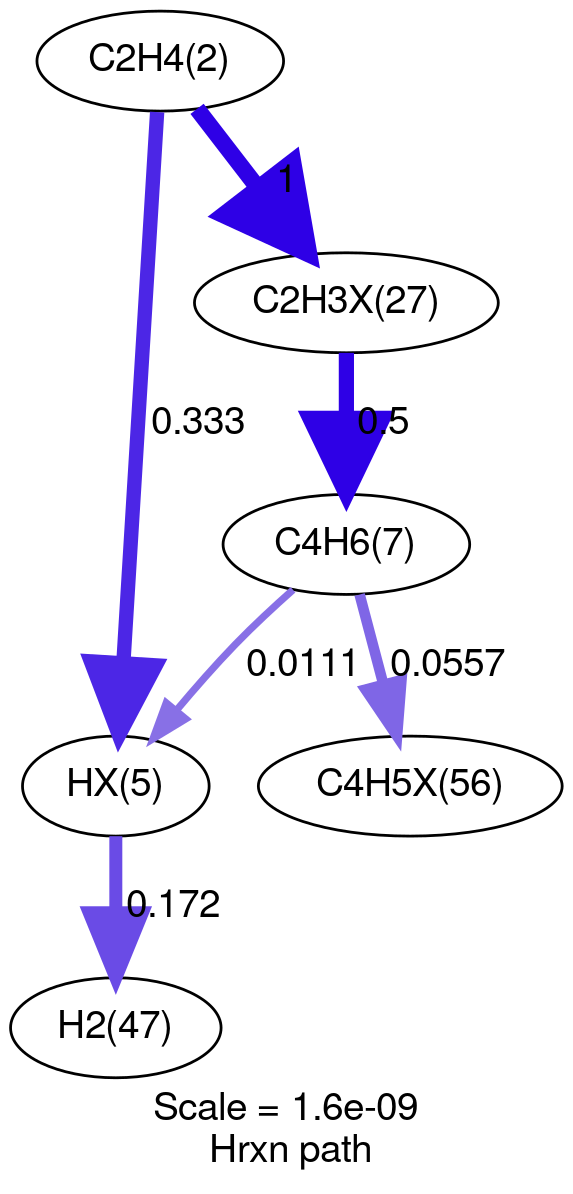 C2H4(2)
1
C2H3X(27)
0.333
0.5
C4H6(7)
0.0111
0.0557
HX(5)
C4H5X(56)
0.172
H2(47)
Scale = 1.6e-09
Hrxn path